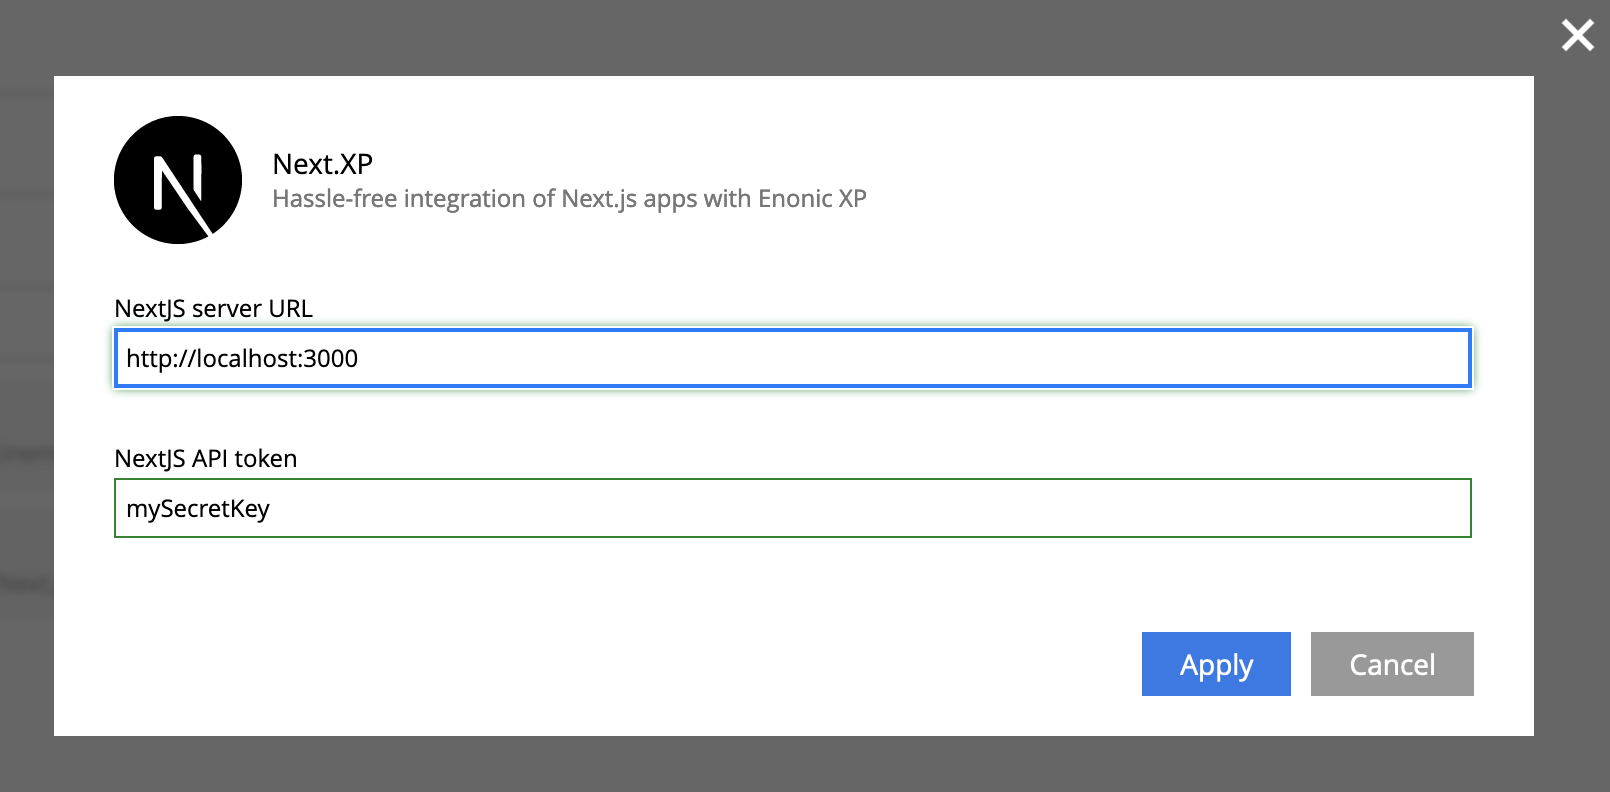 Next.XP
Hassle-free integration of Next.js apps with Enonic XP
NextJS server URL
http://localhost:3000
NextJS API token
mySecretKey
Apply
Cancel